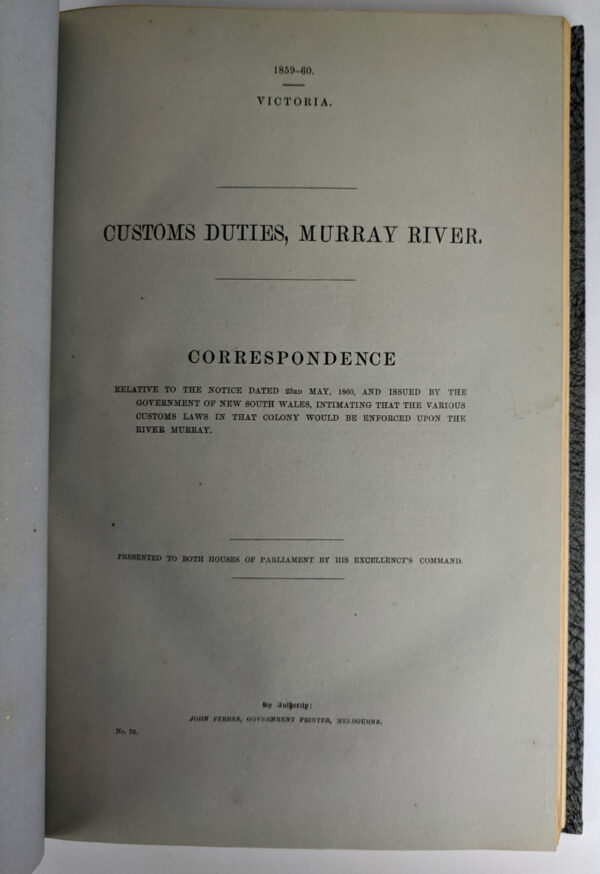 1859–60.
VICTORIA.
CUSTOMS DUTIES, MURRAY RIVER.
CORRESPONDENCE
RELATIVE TO THE NOTICE DATED 23RD MAY, 1860, AND ISSUED BY THE
GOVERNMENT OF NEW SOUTH WALES, INTIMATING THAT THE VARIOUS
CUSTOMS LAWS IN THAT COLONY WOULD BE ENFORCED UPON THE
RIVER MURRAY.
PRESENTED TO BOTH HOUSES OF PARLIAMENT BY HIS EXCELLENCY'S COMMAND.
By Authority:
JOHN FERRES, GOVERNMENT PRINTER, MELBOURNE.
No. 76.